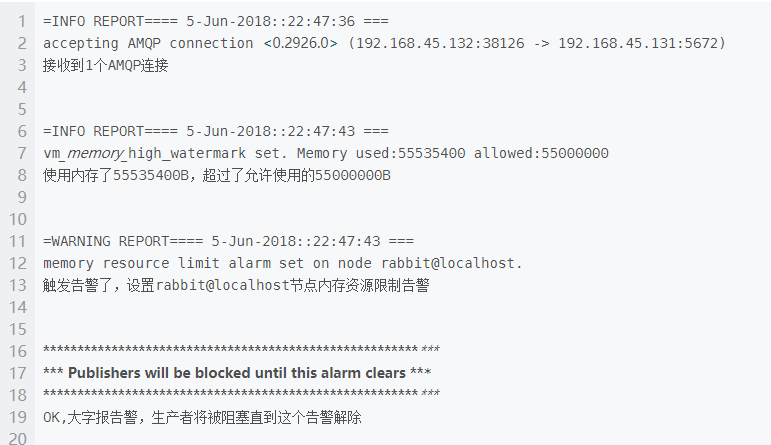 1 =INFO REPORT==== 5-Jun-2018::22:47:36 ===
2 accepting AMQP connection <0.2926.0> (192.168.45.132:38126 -> 192.168.45.131:5672)
3 接收到1个AMQP连接
4
5
6 =INFO REPORT==== 5-Jun-2018::22:47:43 ===
7 vm_memory_high_watermark set. Memory used:55535400 allowed:55000000
8 使用内存了55535400B，超过了允许使用的55000000B
9
10
11 =WARNING REPORT==== 5-Jun-2018::22:47:43 ===
12 memory resource limit alarm set on node rabbit@localhost.
13 触发告警了，设置rabbit@localhost节点内存资源限制告警
14
15
16 **********************************************************
17 *** Publishers will be blocked until this alarm clears ***
18 **********************************************************
19 OK,大字报告警，生产者将被阻塞直到这个告警解除
20